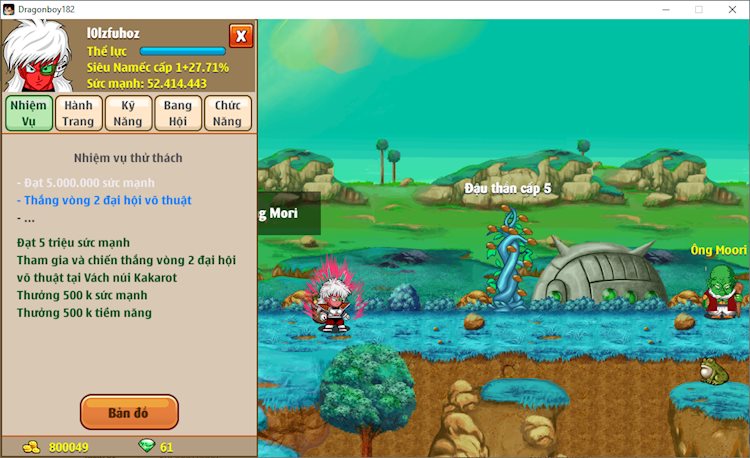 Dragonboy182
l0lzfuhoz
Thể lực
Siêu Namếc cấp 1+27.71%
Sức mạnh: 52.414.443
X
Nhiệm Vụ
Hành Trang
Kỹ Năng
Bang Hội
Chức Năng
Nhiệm vụ thử thách
- Đạt 5.000.000 sức mạnh
- Thắng vòng 2 đại hội võ thuật
- ...
Đạt 5 triệu sức mạnh
Tham gia và chiến thắng vòng 2 đại hội
võ thuật tại Vách núi Kakarot
Thưởng 500 k sức mạnh
Thưởng 500 k tiềm năng
Bản đồ
800049
61
Đậu thần cấp 5
g Mori
Ông Moori